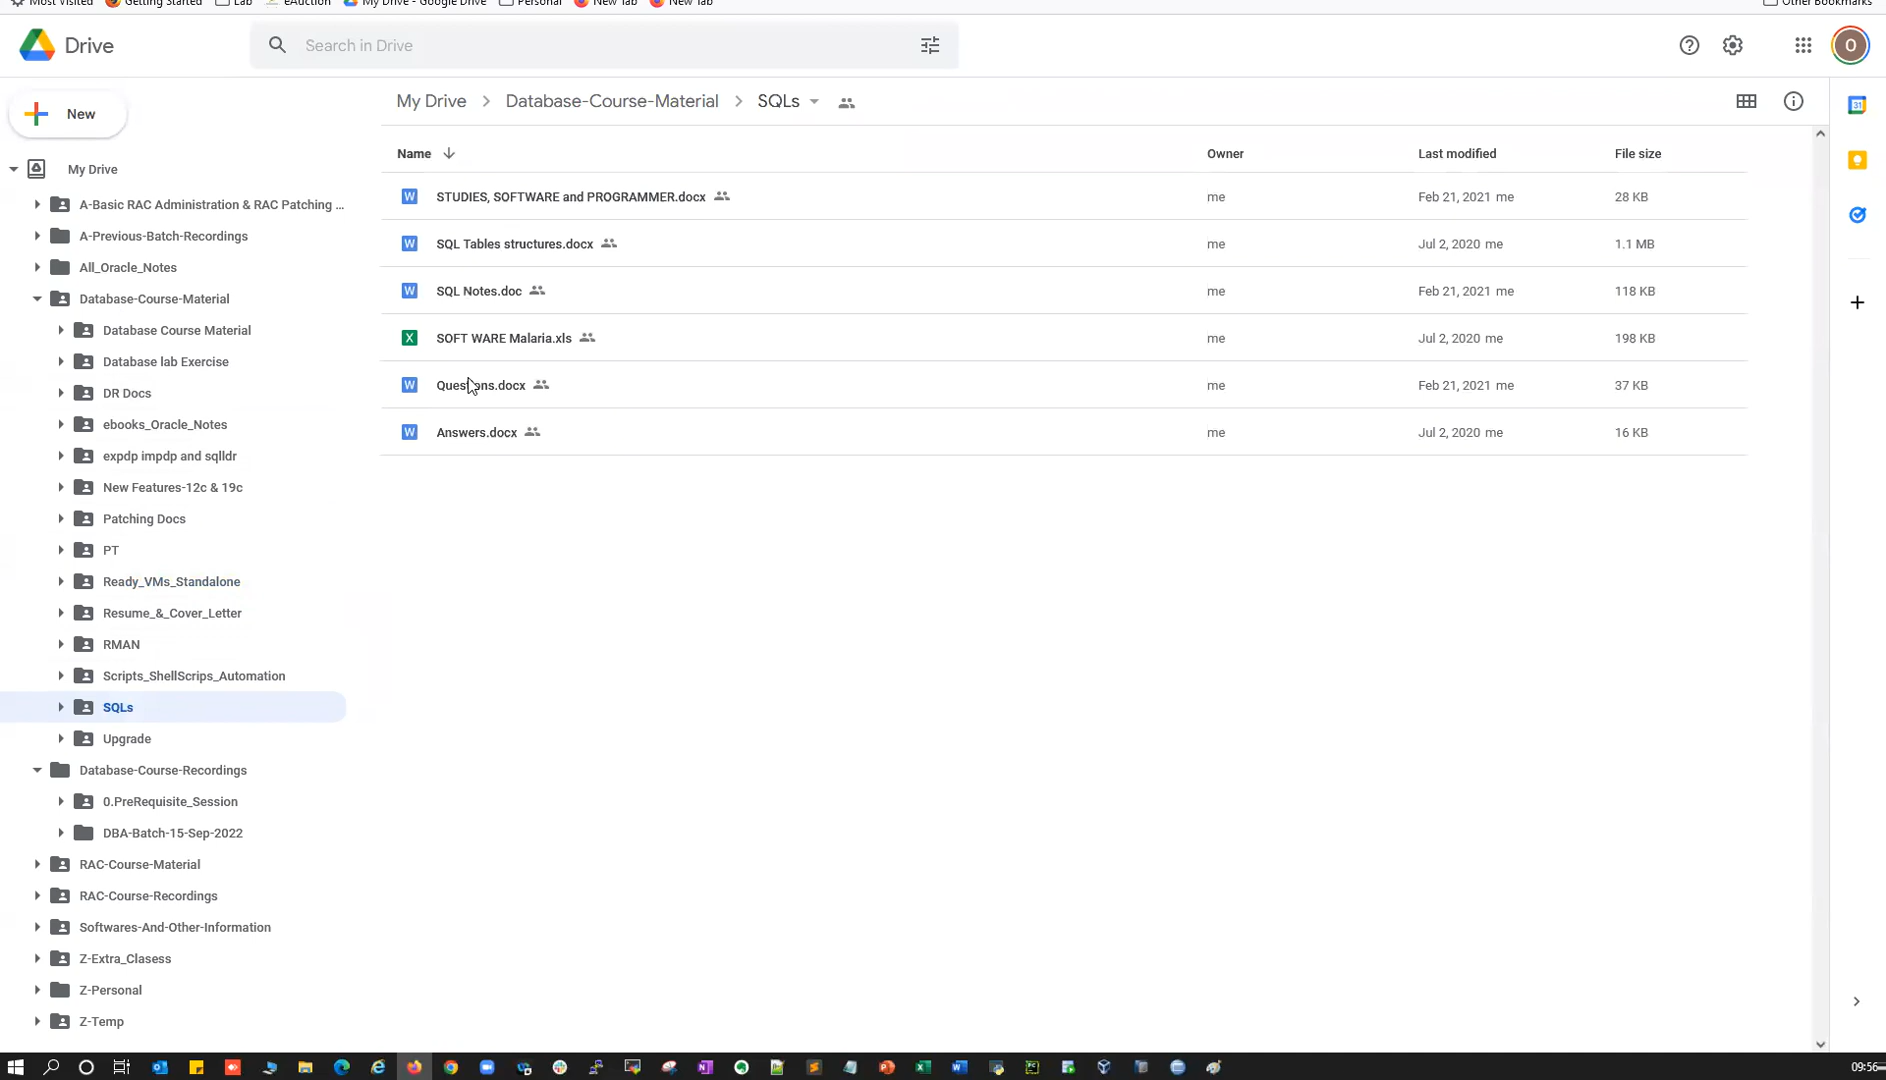 Most Visited Getting Started Lab eAuction My Drive - Google Drive Personal New Tab New Tab Other Bookmarks
Drive Search in Drive O
New
My Drive
A-Basic RAC Administration & RAC Patching ...
A-Previous-Batch-Recordings
All_Oracle_Notes
Database-Course-Material
Database Course Material
Database lab Exercise
DR Docs
ebooks_Oracle_Notes
expdp impdp and sqlldr
New Features-12c & 19c
Patching Docs
PT
Ready_VMs_Standalone
Resume_&_Cover_Letter
RMAN
Scripts_ShellScrips_Automation
SQLs
Upgrade
Database-Course-Recordings
0.PreRequisite_Session
DBA-Batch-15-Sep-2022
RAC-Course-Material
RAC-Course-Recordings
Softwares-And-Other-Information
Z-Extra_Clasess
Z-Personal
Z-Temp
My Drive > Database-Course-Material > SQLs
Name Owner Last modified File size
STUDIES, SOFTWARE and PROGRAMMER.docx me Feb 21, 2021 me 28 KB
SQL Tables structures.docx me Jul 2, 2020 me 1.1 MB
SQL Notes.doc me Feb 21, 2021 me 118 KB
SOFT WARE Malaria.xls me Jul 2, 2020 me 198 KB
Questions.docx me Feb 21, 2021 me 37 KB
Answers.docx me Jul 2, 2020 me 16 KB
31
09:56